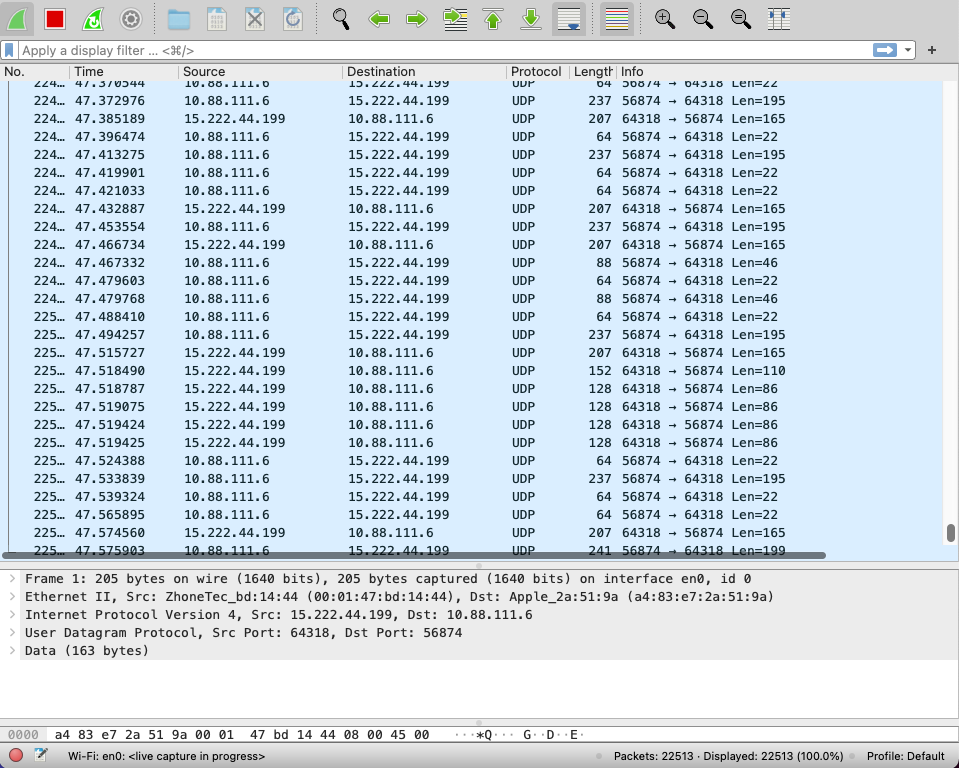 Apply a display filter … <⌘/>
No. Time Source Destination Protocol Length Info
224… 47.370544 10.88.111.6 15.222.44.199 UDP 64 56874 → 64318 Len=22
224… 47.372976 10.88.111.6 15.222.44.199 UDP 237 56874 → 64318 Len=195
224… 47.385189 15.222.44.199 10.88.111.6 UDP 207 64318 → 56874 Len=165
224… 47.396474 10.88.111.6 15.222.44.199 UDP 64 56874 → 64318 Len=22
224… 47.413275 10.88.111.6 15.222.44.199 UDP 237 56874 → 64318 Len=195
224… 47.419901 10.88.111.6 15.222.44.199 UDP 64 56874 → 64318 Len=22
224… 47.421033 10.88.111.6 15.222.44.199 UDP 64 56874 → 64318 Len=22
224… 47.432887 15.222.44.199 10.88.111.6 UDP 207 64318 → 56874 Len=165
224… 47.453554 10.88.111.6 15.222.44.199 UDP 237 56874 → 64318 Len=195
224… 47.466734 15.222.44.199 10.88.111.6 UDP 207 64318 → 56874 Len=165
224… 47.467332 10.88.111.6 15.222.44.199 UDP 88 56874 → 64318 Len=46
224… 47.479603 10.88.111.6 15.222.44.199 UDP 64 56874 → 64318 Len=22
224… 47.479768 10.88.111.6 15.222.44.199 UDP 88 56874 → 64318 Len=46
225… 47.488410 10.88.111.6 15.222.44.199 UDP 64 56874 → 64318 Len=22
225… 47.494257 10.88.111.6 15.222.44.199 UDP 237 56874 → 64318 Len=195
225… 47.515727 15.222.44.199 10.88.111.6 UDP 207 64318 → 56874 Len=165
225… 47.518490 15.222.44.199 10.88.111.6 UDP 152 64318 → 56874 Len=110
225… 47.518787 15.222.44.199 10.88.111.6 UDP 128 64318 → 56874 Len=86
225… 47.519075 15.222.44.199 10.88.111.6 UDP 128 64318 → 56874 Len=86
225… 47.519424 15.222.44.199 10.88.111.6 UDP 128 64318 → 56874 Len=86
225… 47.519425 15.222.44.199 10.88.111.6 UDP 128 64318 → 56874 Len=86
225… 47.524388 10.88.111.6 15.222.44.199 UDP 64 56874 → 64318 Len=22
225… 47.533839 10.88.111.6 15.222.44.199 UDP 237 56874 → 64318 Len=195
225… 47.539324 10.88.111.6 15.222.44.199 UDP 64 56874 → 64318 Len=22
225… 47.565895 10.88.111.6 15.222.44.199 UDP 64 56874 → 64318 Len=22
225… 47.574560 15.222.44.199 10.88.111.6 UDP 207 64318 → 56874 Len=165
225… 47.575903 10.88.111.6 15.222.44.199 UDP 241 56874 → 64318 Len=199
Frame 1: 205 bytes on wire (1640 bits), 205 bytes captured (1640 bits) on interface en0, id 0
Ethernet II, Src: ZhoneTec_bd:14:44 (00:01:47:bd:14:44), Dst: Apple_2a:51:9a (a4:83:e7:2a:51:9a)
Internet Protocol Version 4, Src: 15.222.44.199, Dst: 10.88.111.6
User Datagram Protocol, Src Port: 64318, Dst Port: 56874
Data (163 bytes)
0000 a4 83 e7 2a 51 9a 00 01 47 bd 14 44 08 00 45 00 ···*Q··· G··D··E·
Wi-Fi: en0: <live capture in progress> Packets: 22513 · Displayed: 22513 (100.0%) Profile: Default